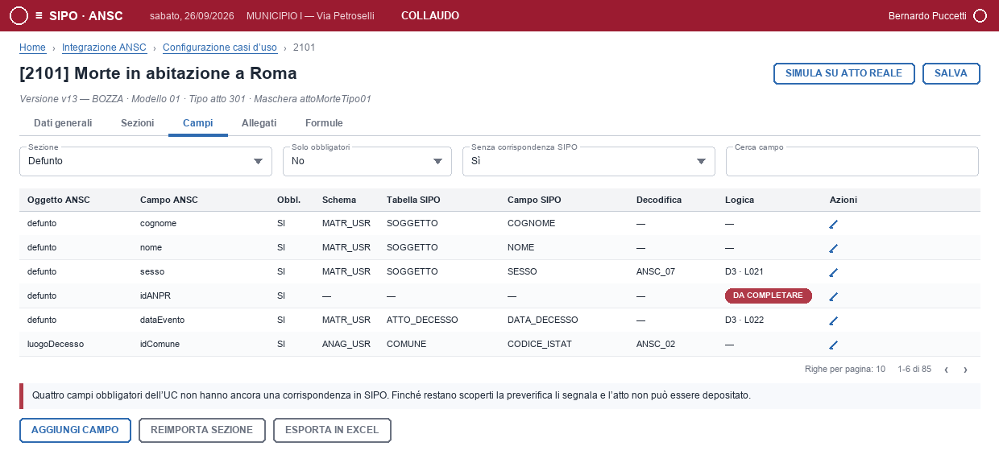 ≡ SIPO · ANSC sabato, 26/09/2026 MUNICIPIO I — Via Petroselli COLLAUDO Bernardo Puccetti
Home › Integrazione ANSC › Configurazione casi d’uso › 2101
[2101] Morte in abitazione a Roma SIMULA SU ATTO REALE SALVA
Versione v13 — BOZZA · Modello 01 · Tipo atto 301 · Maschera attoMorteTipo01
Dati generali Sezioni Campi Allegati Formule
Sezione Solo obbligatori Senza corrispondenza SIPO Cerca campo
Defunto No Sì
Oggetto ANSC Campo ANSC Obbl. Schema Tabella SIPO Campo SIPO Decodifica Logica Azioni
defunto cognome SI MATR_USR SOGGETTO COGNOME — —
defunto nome SI MATR_USR SOGGETTO NOME — —
defunto sesso SI MATR_USR SOGGETTO SESSO ANSC_07 D3 · L021
defunto idANPR SI — — — — DA COMPLETARE
defunto dataEvento SI MATR_USR ATTO_DECESSO DATA_DECESSO — D3 · L022
luogoDecesso idComune SI ANAG_USR COMUNE CODICE_ISTAT ANSC_02 —
Righe per pagina: 10 1-6 di 85 ‹ ›
Quattro campi obbligatori dell’UC non hanno ancora una corrispondenza in SIPO. Finché restano scoperti la preverifica li segnala e l’atto non può essere depositato.
AGGIUNGI CAMPO REIMPORTA SEZIONE ESPORTA IN EXCEL